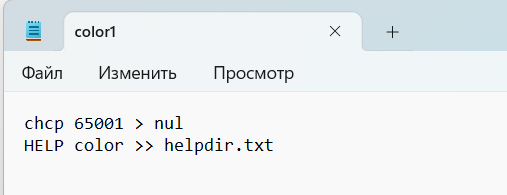 color1
Файл Изменить Просмотр
chcp 65001 > nul
HELP color >> helpdir.txt